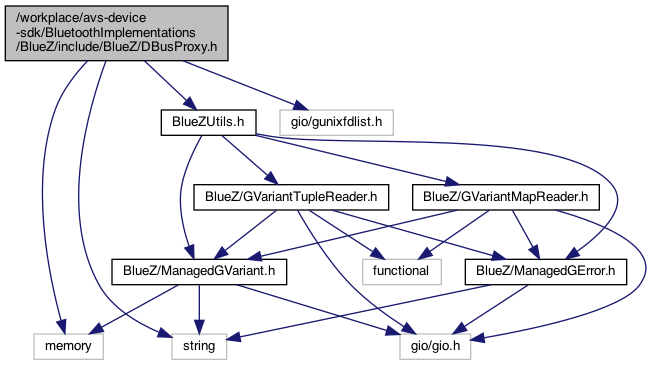 /workplace/avs-device
-sdk/BluetoothImplementations
/BlueZ/include/BlueZ/DBusProxy.h
BlueZUtils.h
gio/gunixfdlist.h
BlueZ/GVariantTupleReader.h
BlueZ/GVariantMapReader.h
BlueZ/ManagedGVariant.h
functional
BlueZ/ManagedGError.h
memory
string
gio/gio.h